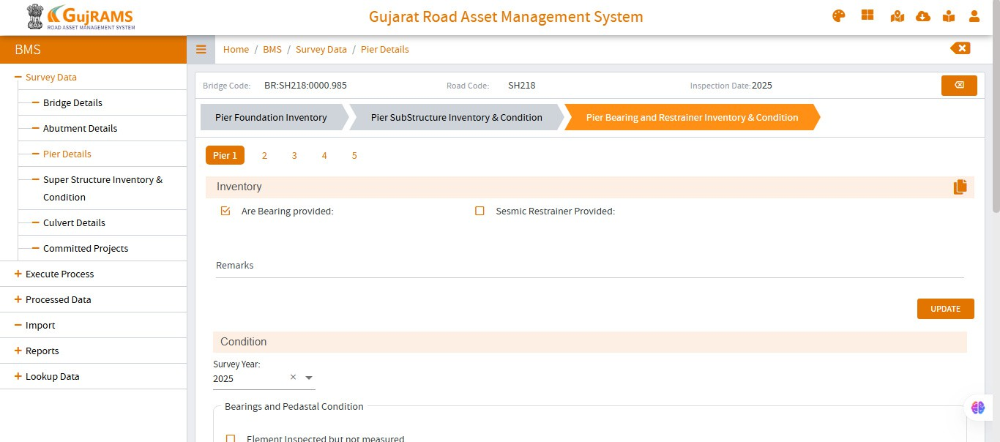 GujRAMS
ROAD ASSET MANAGEMENT SYSTEM
Gujarat Road Asset Management System
BMS
Home / BMS / Survey Data / Pier Details
Survey Data
Bridge Details
Abutment Details
Pier Details
Super Structure Inventory &
Condition
Culvert Details
Committed Projects
Execute Process
Processed Data
Import
Reports
Lookup Data
Bridge Code: BR:SH218:0000.985 Road Code: SH218 Inspection Date: 2025
Pier Foundation Inventory Pier SubStructure Inventory & Condition Pier Bearing and Restrainer Inventory & Condition
Pier 1 2 3 4 5
Inventory
Are Bearing provided: Sesmic Restrainer Provided:
Remarks
UPDATE
Condition
Survey Year:
2025
Bearings and Pedastal Condition
Element Inspected but not measured